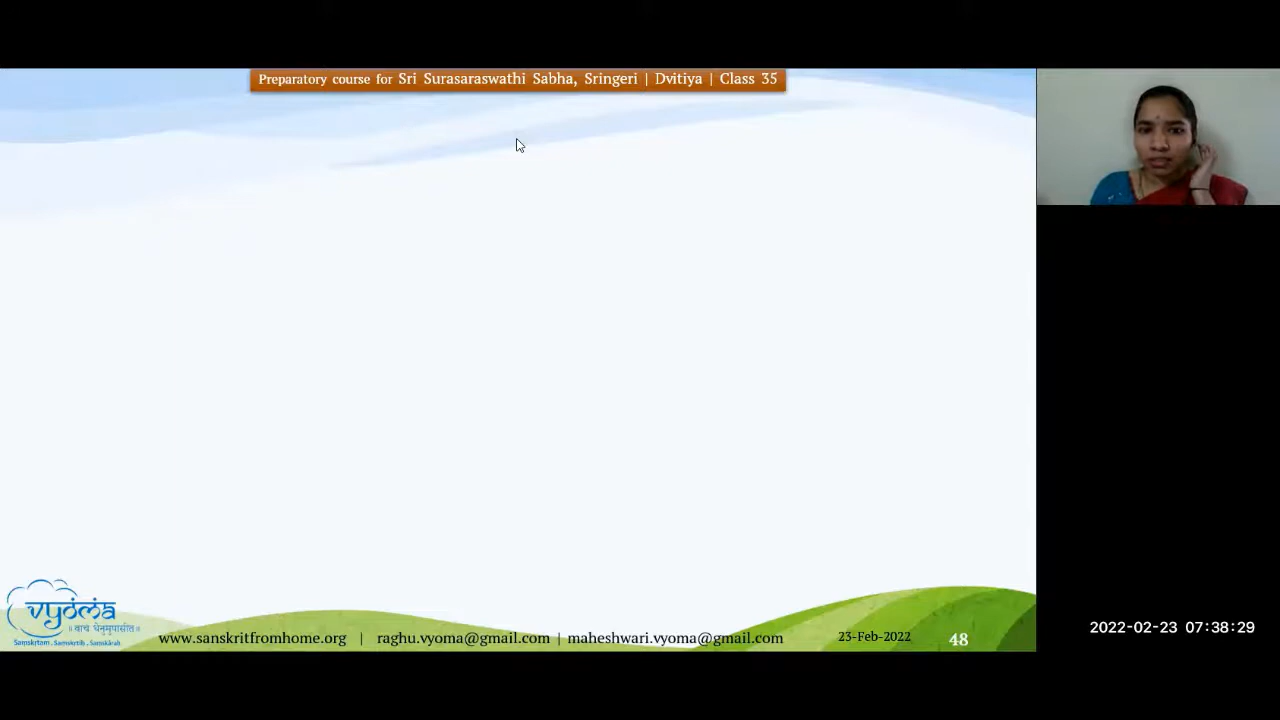 Preparatory course for Sri Surasaraswathi Sabha, Sringeri | Dvitiya | Class 35
vyoma
॥ वाचं धेनुमुपासीत ॥
Samskrtam . Samskrtih . Samskarah
www.sanskritfromhome.org | raghu.vyoma@gmail.com | maheshwari.vyoma@gmail.com
23-Feb-2022
48
2022-02-23 07:38:29